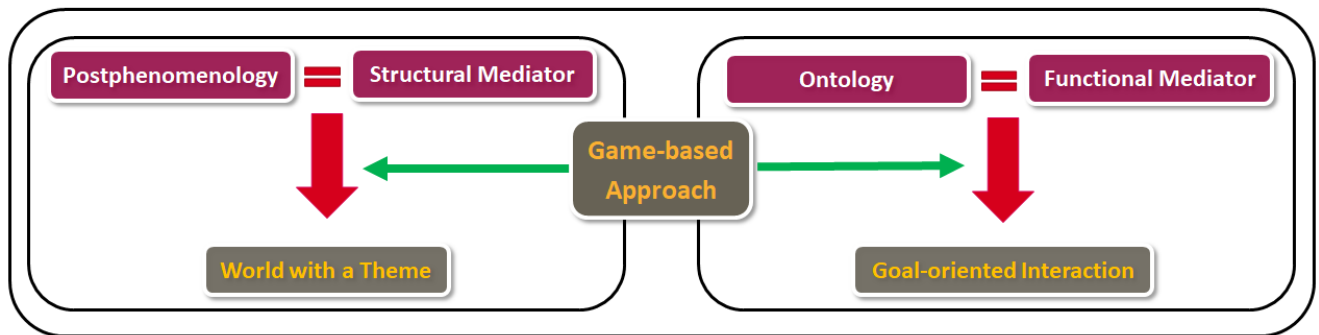 Postphenomenology
Structural Mediator
Ontology
Functional Mediator
Game-based
Approach
World with a Theme
Goal-oriented Interaction